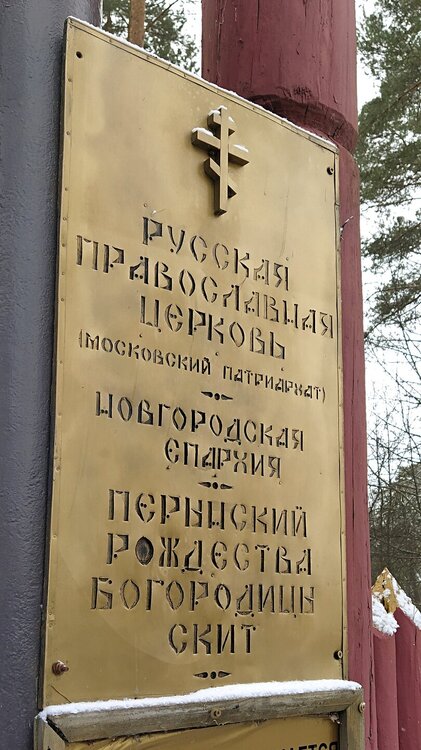 РУССКАЯ
ПРАВОСЛАВНАЯ
ЦЕРКОВЬ
(МОСКОВСКИЙ ПАТРИАРХАТ)
НОВГОРОДСКАЯ
ЕПАРХИЯ
ПЕРЫНСКИЙ
РОЖДЕСТВА
БОГОРОДИЦЫ
СКИТ